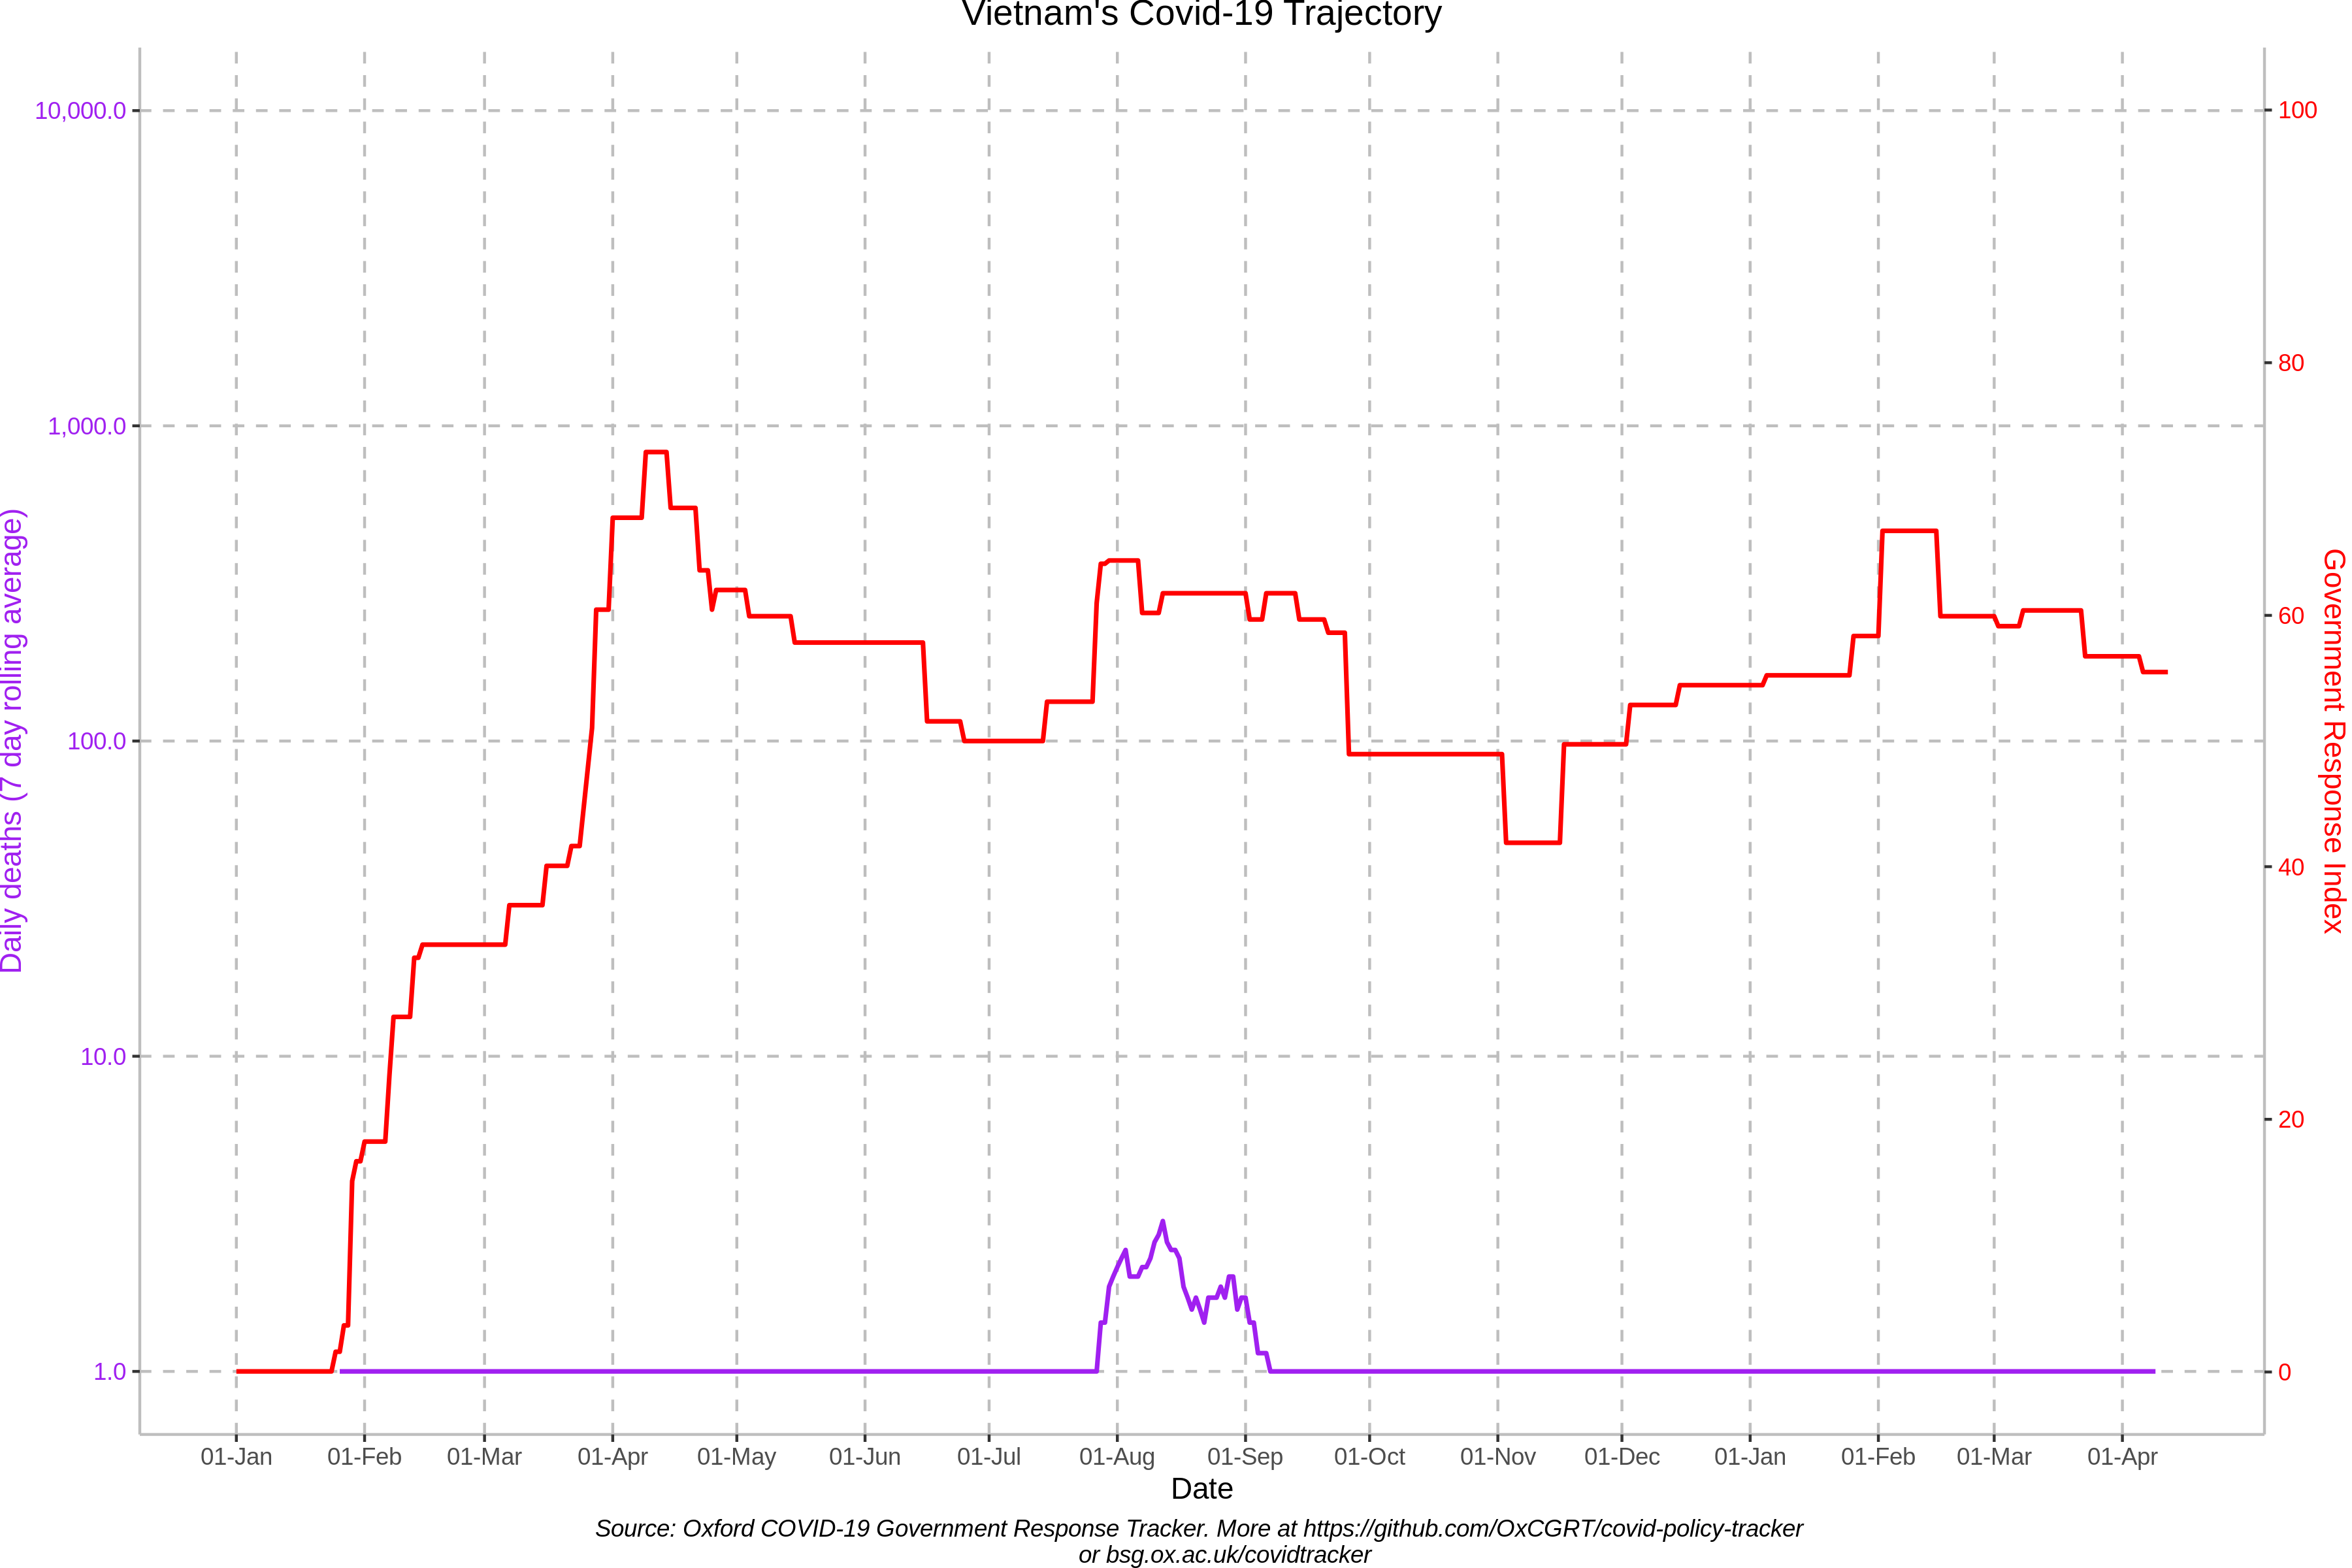 Vietnam's Covid-19 Trajectory
10,000.0
1,000.0
100.0
10.0
1.0
Daily deaths (7 day rolling average)
100
80
60
40
20
0
Government Response Index
01-Jan 01-Feb 01-Mar 01-Apr 01-May 01-Jun 01-Jul 01-Aug 01-Sep 01-Oct 01-Nov 01-Dec 01-Jan 01-Feb 01-Mar 01-Apr
Date
Source: Oxford COVID-19 Government Response Tracker. More at https://github.com/OxCGRT/covid-policy-tracker
or bsg.ox.ac.uk/covidtracker